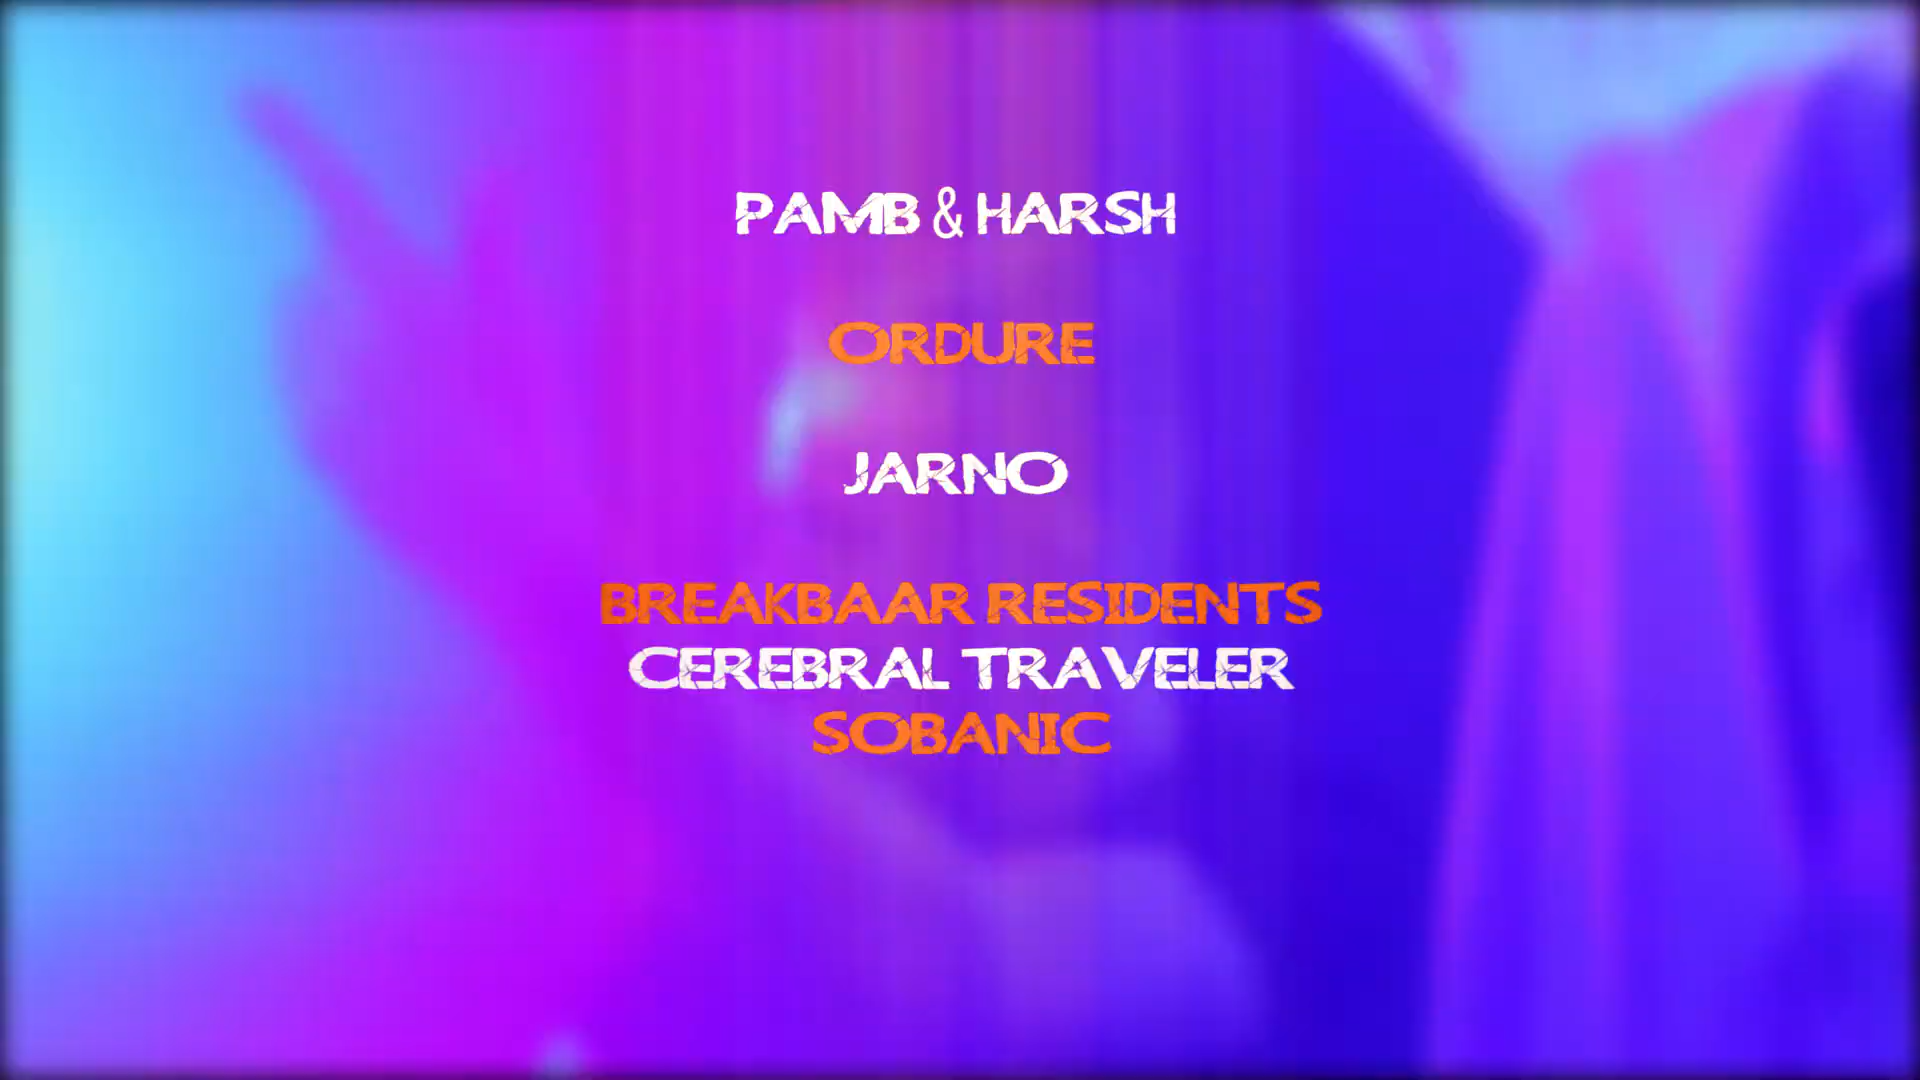 PAMB & HARSH
ORDURE
JARNO
BREAKBAAR RESIDENTS
CEREBRAL TRAVELER
SOBANIC